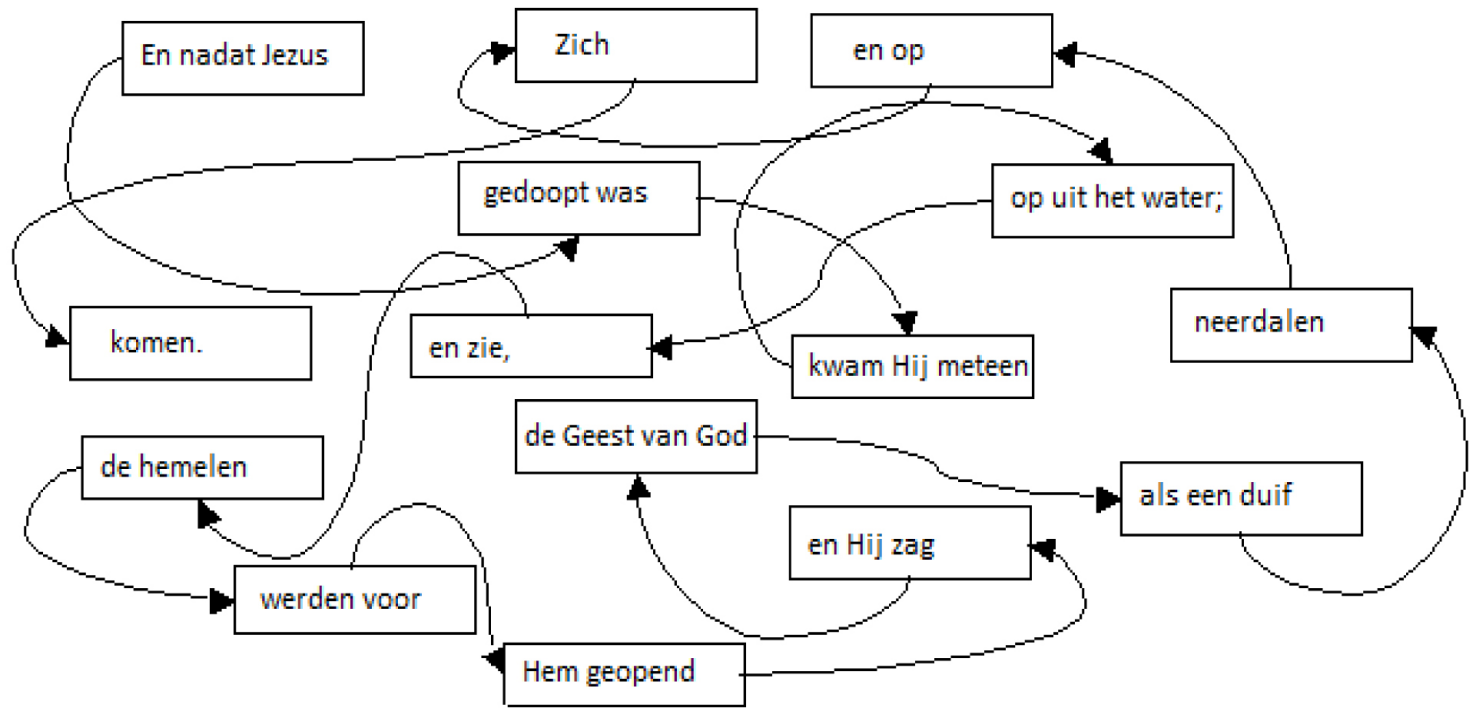 En nadat Jezus
Zich
en op
gedoopt was
op uit het water;
komen.
en zie,
kwam Hij meteen
neerdalen
de hemelen
de Geest van God
als een duif
en Hij zag
werden voor
Hem geopend